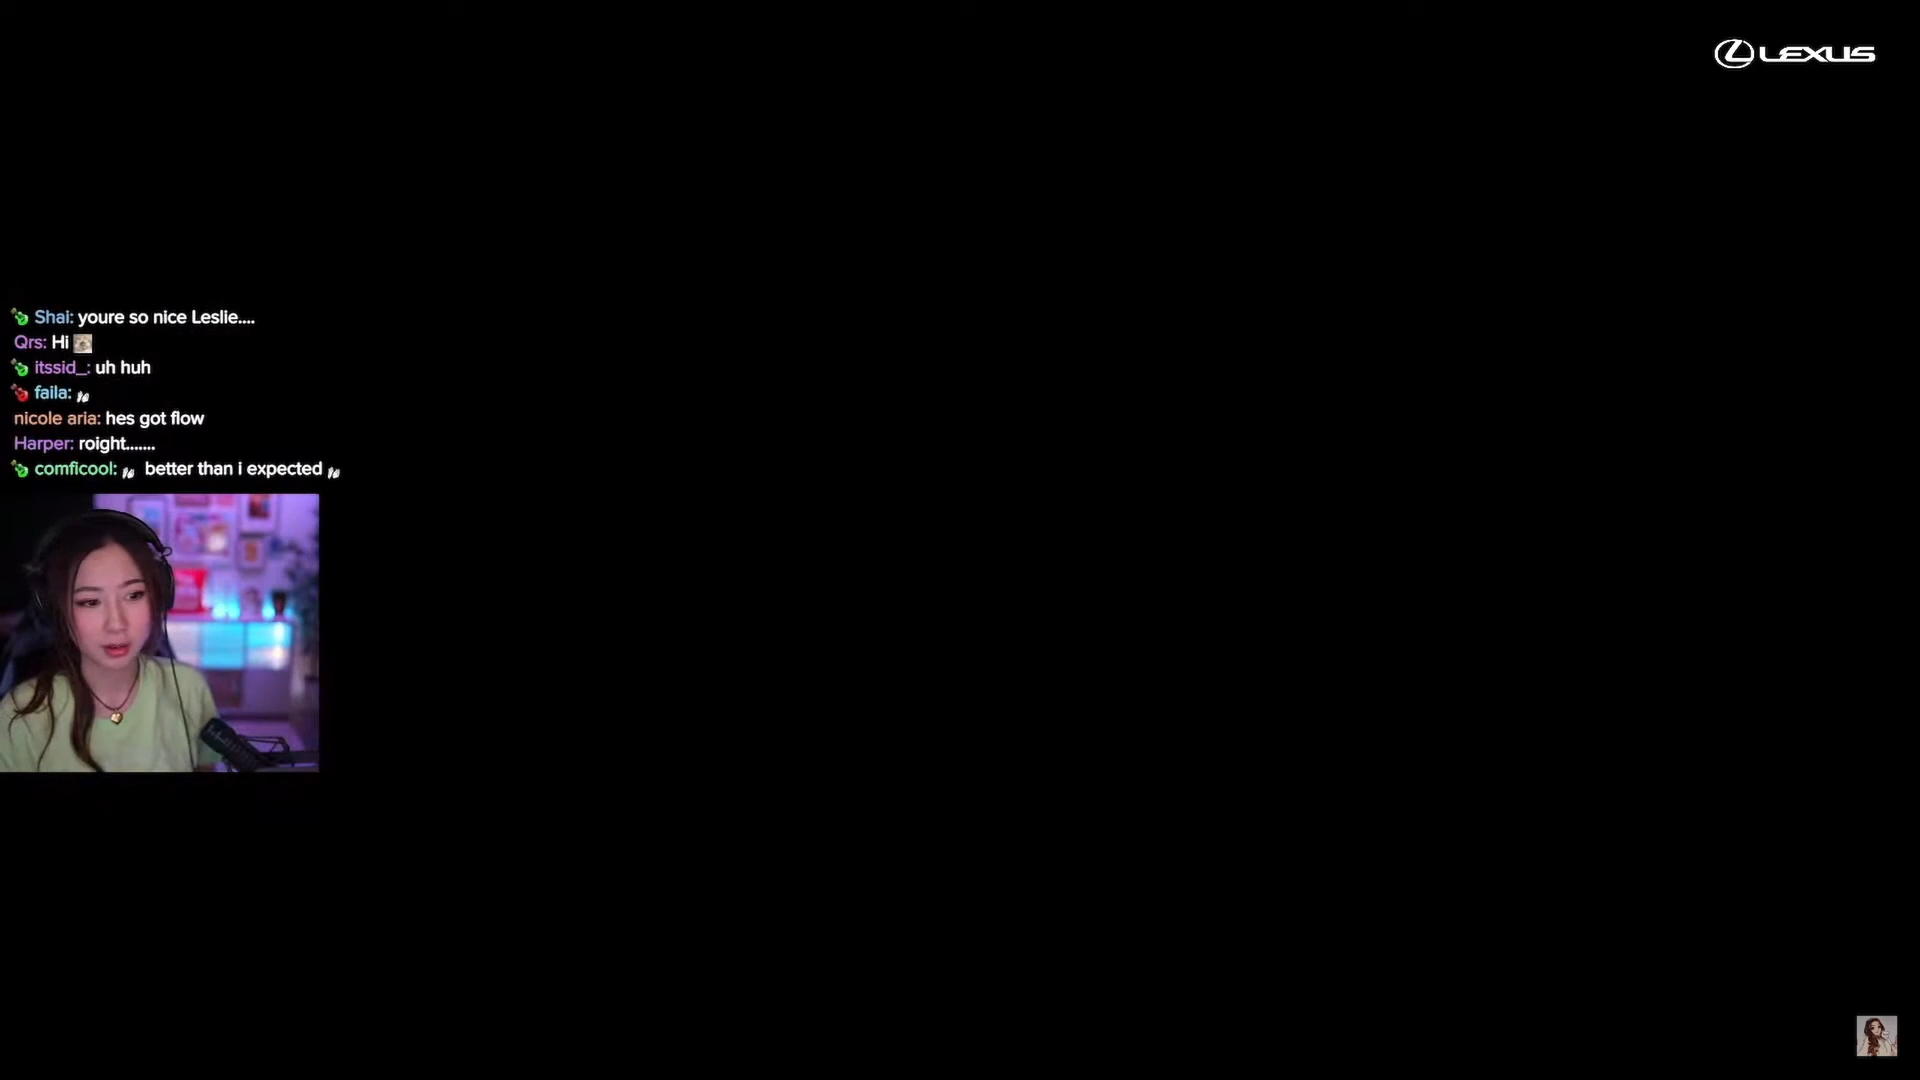 LEXUS
Shai: youre so nice Leslie....
Qrs: Hi
itssid_: uh huh
faila:
nicole aria: hes got flow
Harper: roight.......
comficool: better than i expected